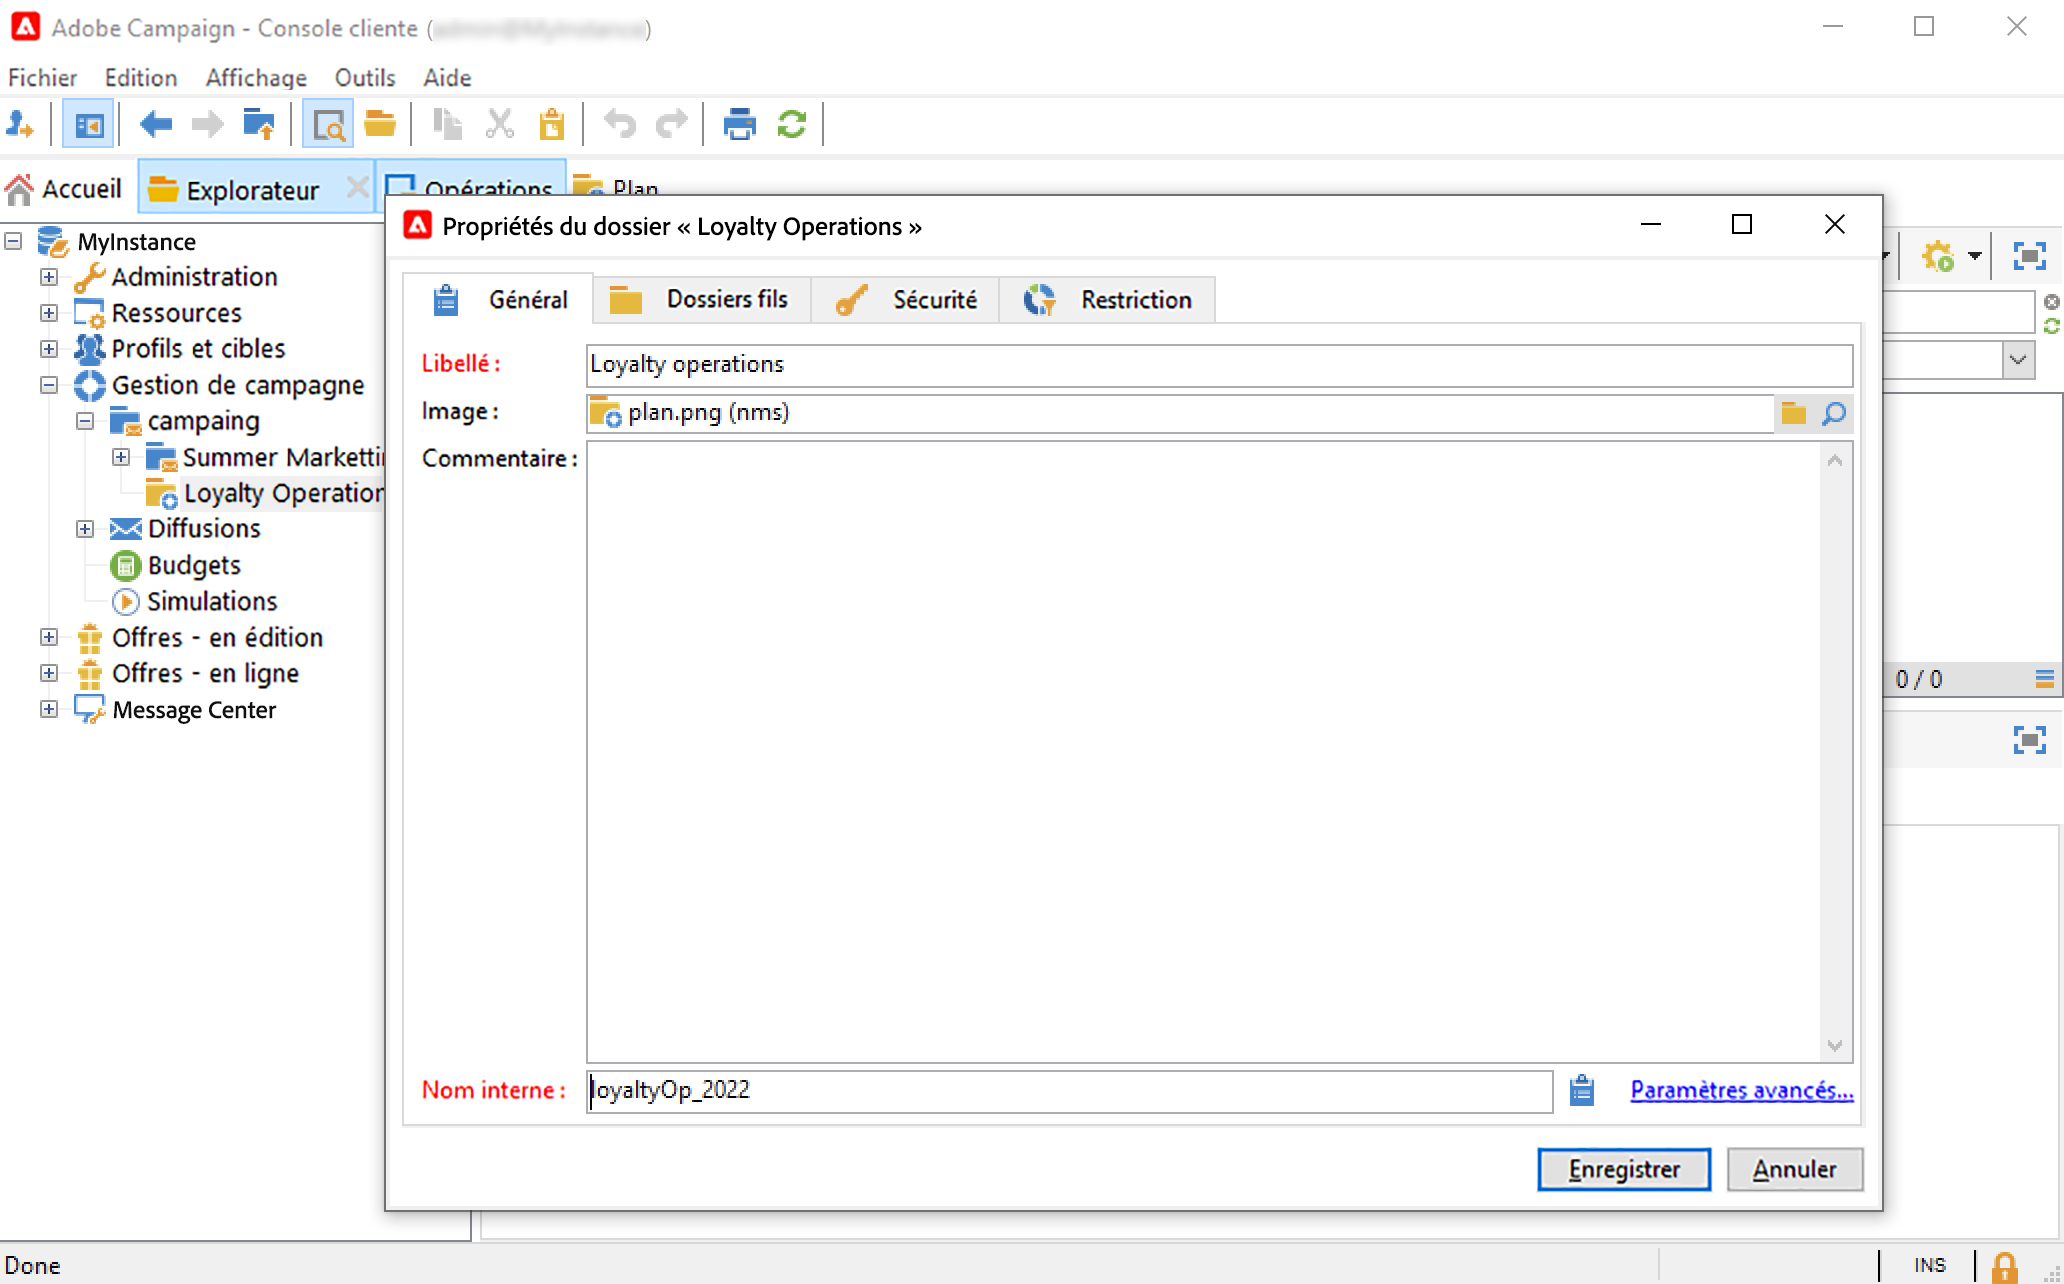 Adobe Campaign - Console cliente (
Fichier Edition Affichage Outils Aide
Accueil Explorateur Opérations Plan
Propriétés du dossier « Loyalty Operations »
MyInstance
Administration
Ressources
Profils et cibles
Gestion de campagne
campaing
Summer Marketti
Loyalty Operation
Diffusions
Budgets
Simulations
Offres - en édition
Offres - en ligne
Message Center
Général Dossiers fils Sécurité Restriction
Libellé : Loyalty operations
Image : plan.png (nms)
Commentaire :
Nom interne : loyaltyOp_2022 Paramètres avancés...
Enregistrer Annuler
0 / 0
Done INS